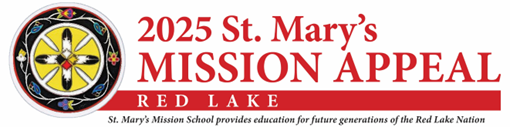 2025 St. Mary's
MISSION APPEAL
RED LAKE
St. Mary's Mission School provides education for future generations of the Red Lake Nation